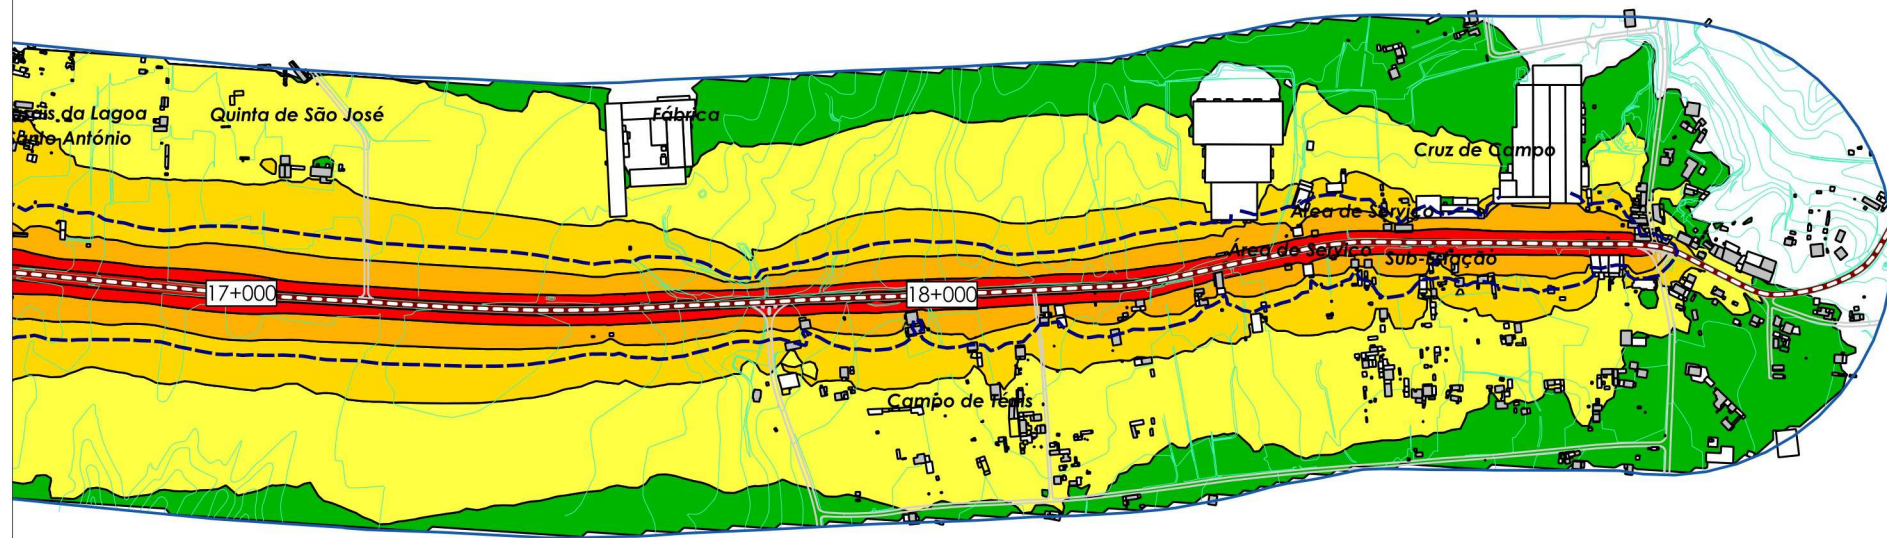 da Lagoa
António
Quinta de São José
Fábrica
Cruz de Campo
Área de Serviço
Área de Serviço
Sub-Estação
17+000
18+000
Campo de Ténis